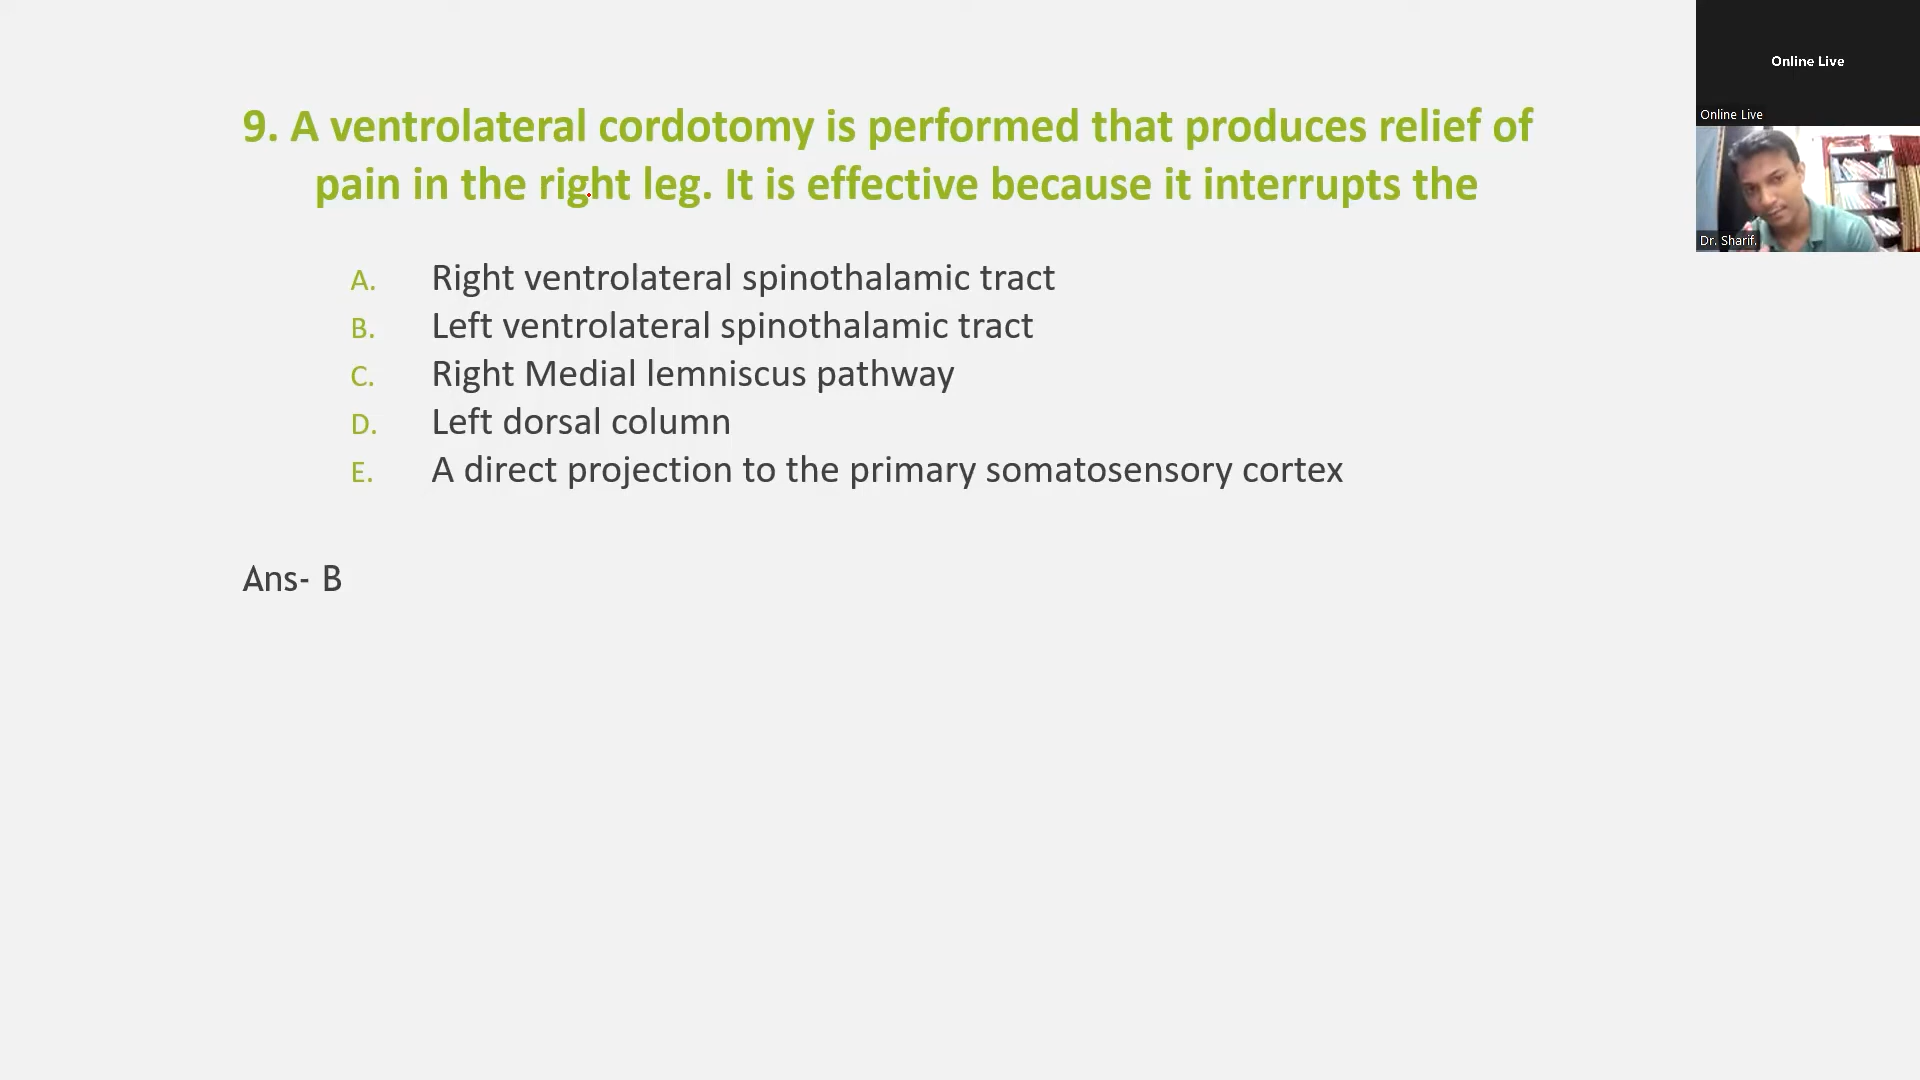 9. A ventrolateral cordotomy is performed that produces relief of
pain in the right leg. It is effective because it interrupts the
A. Right ventrolateral spinothalamic tract
B. Left ventrolateral spinothalamic tract
C. Right Medial lemniscus pathway
D. Left dorsal column
E. A direct projection to the primary somatosensory cortex
Ans- B
Online Live
Online Live
Dr. Sharif.